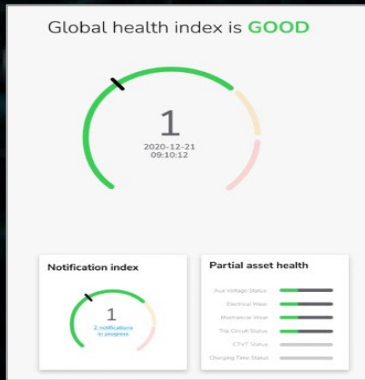 Global health index is GOOD
1
2020-12-21
09:10:12
Notification index
1
2 notifications
in progress
Partial asset health
Aux Voltage Status
Electrical Wear
Mechanical Wear
Trip Circuit Status
CT/VT Status
Charging Time Status